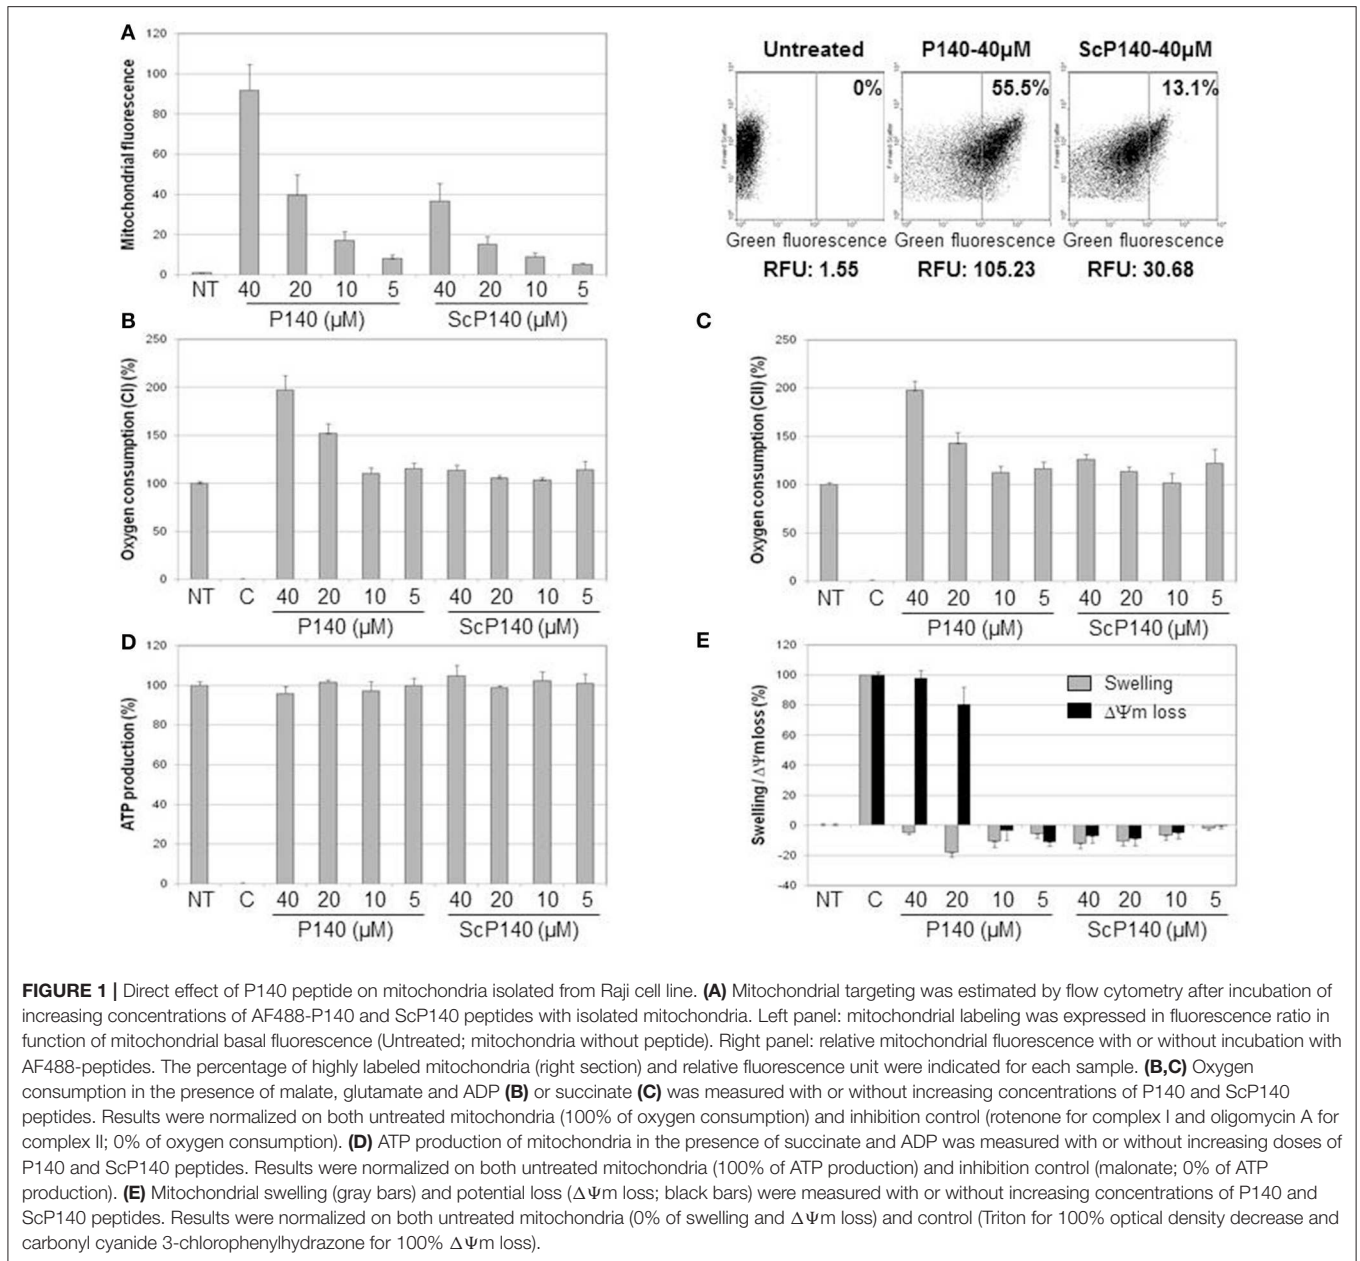 A
Mitochondrial fluorescence
120
100
80
60
40
20
0
NT 40 20 10 5 40 20 10 5
P140 (µM) ScP140 (µM)
Untreated P140-40µM ScP140-40µM
0% 55.5% 13.1%
Forward Scatter
Green fluorescence Green fluorescence Green fluorescence
RFU: 1.55 RFU: 105.23 RFU: 30.68
B
Oxygen consumption (CI) (%)
250
200
150
100
50
0
NT C 40 20 10 5 40 20 10 5
P140 (µM) ScP140 (µM)
C
Oxygen consumption (CII) (%)
250
200
150
100
50
0
NT C 40 20 10 5 40 20 10 5
P140 (µM) ScP140 (µM)
D
ATP production (%)
120
100
80
60
40
20
0
NT C 40 20 10 5 40 20 10 5
P140 (µM) ScP140 (µM)
E
Swelling / ΔΨm loss (%)
120
100
80
60
40
20
0
-20
-40
Swelling
ΔΨm loss
NT C 40 20 10 5 40 20 10 5
P140 (µM) ScP140 (µM)
FIGURE 1 | Direct effect of P140 peptide on mitochondria isolated from Raji cell line. (A) Mitochondrial targeting was estimated by flow cytometry after incubation of
increasing concentrations of AF488-P140 and ScP140 peptides with isolated mitochondria. Left panel: mitochondrial labeling was expressed in fluorescence ratio in
function of mitochondrial basal fluorescence (Untreated; mitochondria without peptide). Right panel: relative mitochondrial fluorescence with or without incubation with
AF488-peptides. The percentage of highly labeled mitochondria (right section) and relative fluorescence unit were indicated for each sample. (B,C) Oxygen
consumption in the presence of malate, glutamate and ADP (B) or succinate (C) was measured with or without increasing concentrations of P140 and ScP140
peptides. Results were normalized on both untreated mitochondria (100% of oxygen consumption) and inhibition control (rotenone for complex I and oligomycin A for
complex II; 0% of oxygen consumption). (D) ATP production of mitochondria in the presence of succinate and ADP was measured with or without increasing doses of
P140 and ScP140 peptides. Results were normalized on both untreated mitochondria (100% of ATP production) and inhibition control (malonate; 0% of ATP
production). (E) Mitochondrial swelling (gray bars) and potential loss (ΔΨm loss; black bars) were measured with or without increasing concentrations of P140 and
ScP140 peptides. Results were normalized on both untreated mitochondria (0% of swelling and ΔΨm loss) and control (Triton for 100% optical density decrease and
carbonyl cyanide 3-chlorophenylhydrazone for 100% ΔΨm loss).